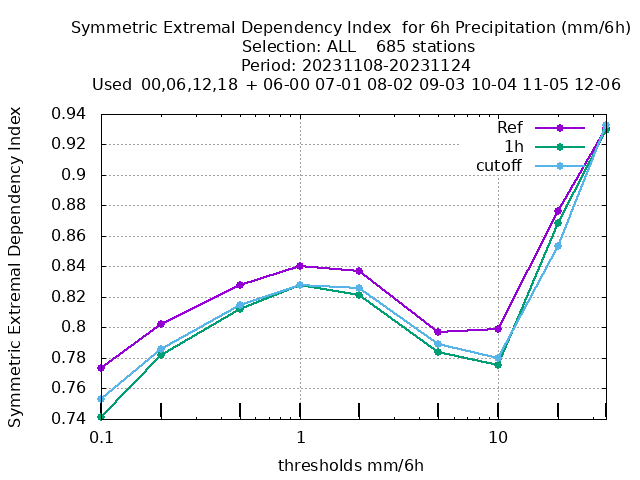 Symmetric Extremal Dependency Index for 6h Precipitation (mm/6h)
Selection: ALL 685 stations
Period: 20231108-20231124
Used 00,06,12,18 + 06-00 07-01 08-02 09-03 10-04 11-05 12-06
Symmetric Extremal Dependency Index
0.94
0.92
0.9
0.88
0.86
0.84
0.82
0.8
0.78
0.76
0.74
Ref
1h
cutoff
0.1 1 10
thresholds mm/6h